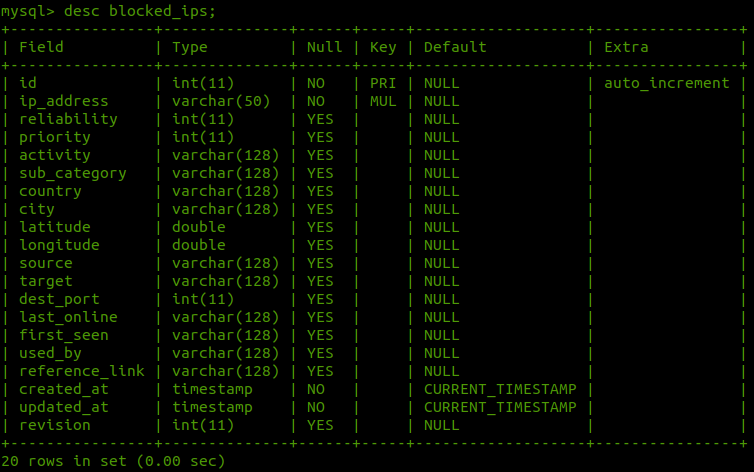 mysql> desc blocked_ips;
+----------------+--------------+------+-----+-------------------+----------------+
| Field          | Type         | Null | Key | Default           | Extra          |
+----------------+--------------+------+-----+-------------------+----------------+
| id             | int(11)      | NO   | PRI | NULL              | auto_increment |
| ip_address     | varchar(50)  | NO   | MUL | NULL              |                |
| reliability    | int(11)      | YES  |     | NULL              |                |
| priority       | int(11)      | YES  |     | NULL              |                |
| activity       | varchar(128) | YES  |     | NULL              |                |
| sub_category   | varchar(128) | YES  |     | NULL              |                |
| country        | varchar(128) | YES  |     | NULL              |                |
| city           | varchar(128) | YES  |     | NULL              |                |
| latitude       | double       | YES  |     | NULL              |                |
| longitude      | double       | YES  |     | NULL              |                |
| source         | varchar(128) | YES  |     | NULL              |                |
| target         | varchar(128) | YES  |     | NULL              |                |
| dest_port      | int(11)      | YES  |     | NULL              |                |
| last_online    | varchar(128) | YES  |     | NULL              |                |
| first_seen     | varchar(128) | YES  |     | NULL              |                |
| used_by        | varchar(128) | YES  |     | NULL              |                |
| reference_link | varchar(128) | YES  |     | NULL              |                |
| created_at     | timestamp    | NO   |     | CURRENT_TIMESTAMP |                |
| updated_at     | timestamp    | NO   |     | CURRENT_TIMESTAMP |                |
| revision       | int(11)      | YES  |     | NULL              |                |
+----------------+--------------+------+-----+-------------------+----------------+
20 rows in set (0.00 sec)